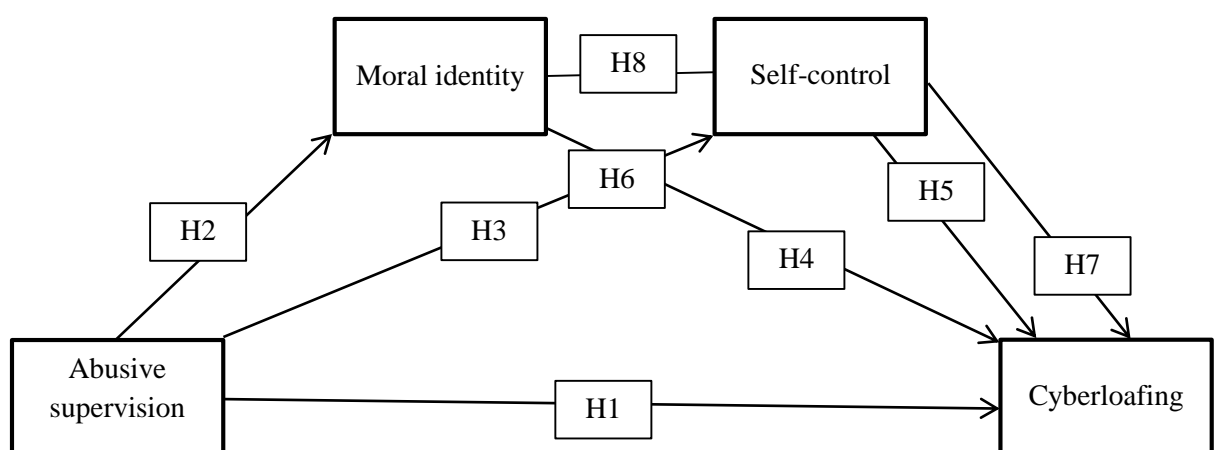 Moral identity
H8
Self-control
H6
H5
H2
H3
H4
H7
Abusive
supervision
H1
Cyberloafing